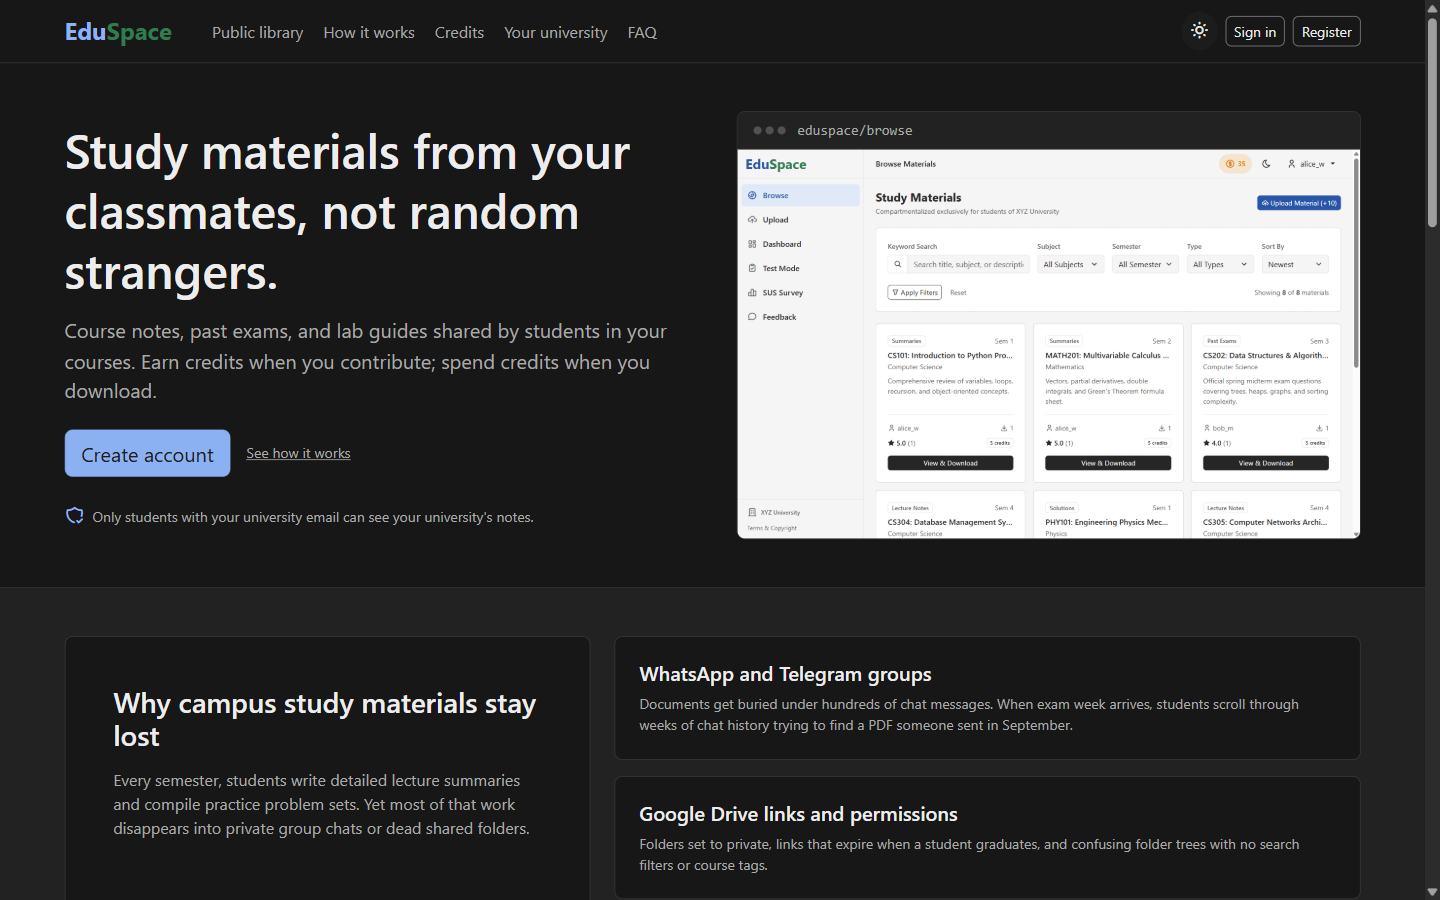 EduSpace
Public library
How it works
Credits
Your university
FAQ
Sign in
Register
Study materials from your
classmates, not random
strangers.
Course notes, past exams, and lab guides shared by students in your
courses. Earn credits when you contribute; spend credits when you
download.
Create account
See how it works
Only students with your university email can see your university's notes.
eduspace/browse
EduSpace
Browse Materials
35
alice_w
Browse
Upload
Dashboard
Test Mode
SUS Survey
Feedback
XYZ University
Terms & Copyright
Study Materials
Compartmentalized exclusively for students of XYZ University
Upload Material (+10)
Keyword Search
Subject
Semester
Type
Sort By
Search title, subject, or descripti
All Subjects
All Semester
All Types
Newest
Apply Filters
Reset
Showing 8 of 8 materials
Summaries
Sem 1
CS101: Introduction to Python Pro...
Computer Science
Comprehensive review of variables, loops,
recursion, and object-oriented concepts.
alice_w
1
5.0 (1)
5 credits
View & Download
Summaries
Sem 2
MATH201: Multivariable Calculus ...
Mathematics
Vectors, partial derivatives, double
integrals, and Green's Theorem formula
sheet.
alice_w
1
5.0 (1)
5 credits
View & Download
Past Exams
Sem 3
CS202: Data Structures & Algorith...
Computer Science
Official spring midterm exam questions
covering trees, heaps, graphs, and sorting
complexity.
bob_m
1
4.0 (1)
5 credits
View & Download
Lecture Notes
Sem 4
CS304: Database Management Sy...
Computer Science
Solutions
Sem 1
PHY101: Engineering Physics Mec...
Physics
Lecture Notes
Sem 4
CS305: Computer Networks Archi...
Computer Science
Why campus study materials stay
lost
Every semester, students write detailed lecture summaries
and compile practice problem sets. Yet most of that work
disappears into private group chats or dead shared folders.
WhatsApp and Telegram groups
Documents get buried under hundreds of chat messages. When exam week arrives, students scroll through
weeks of chat history trying to find a PDF someone sent in September.
Google Drive links and permissions
Folders set to private, links that expire when a student graduates, and confusing folder trees with no search
filters or course tags.